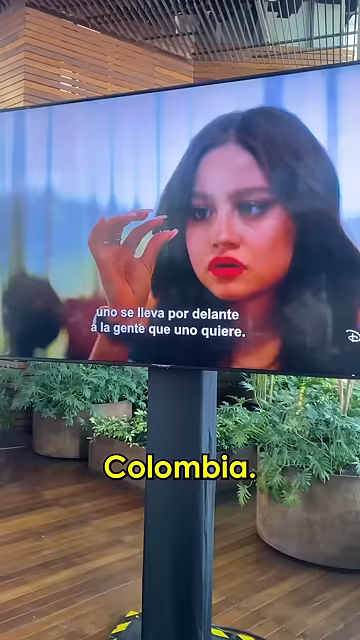 uno se lleva por delante
a la gente que uno quiere.
Colombia.